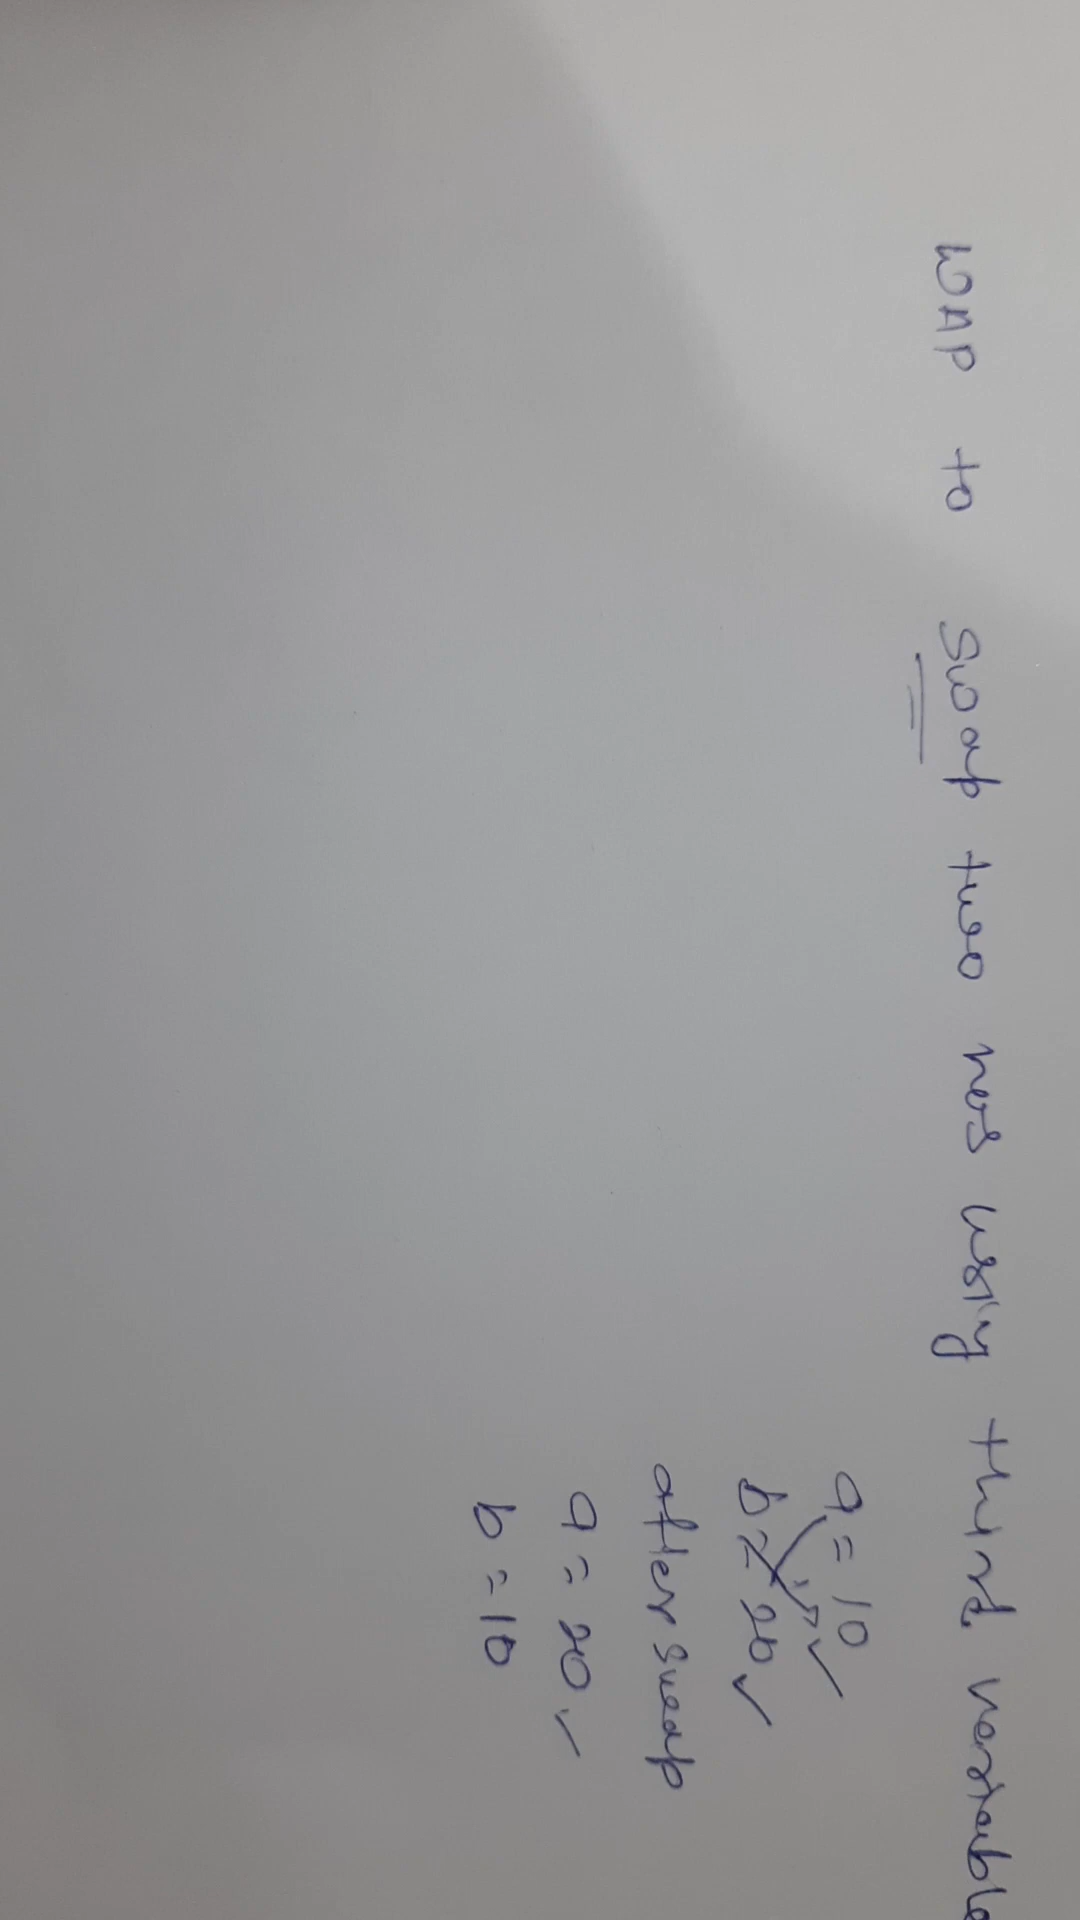 WAP to swap two nos using third variable
a = 10
b = 20
after swap
a = 20
b = 10